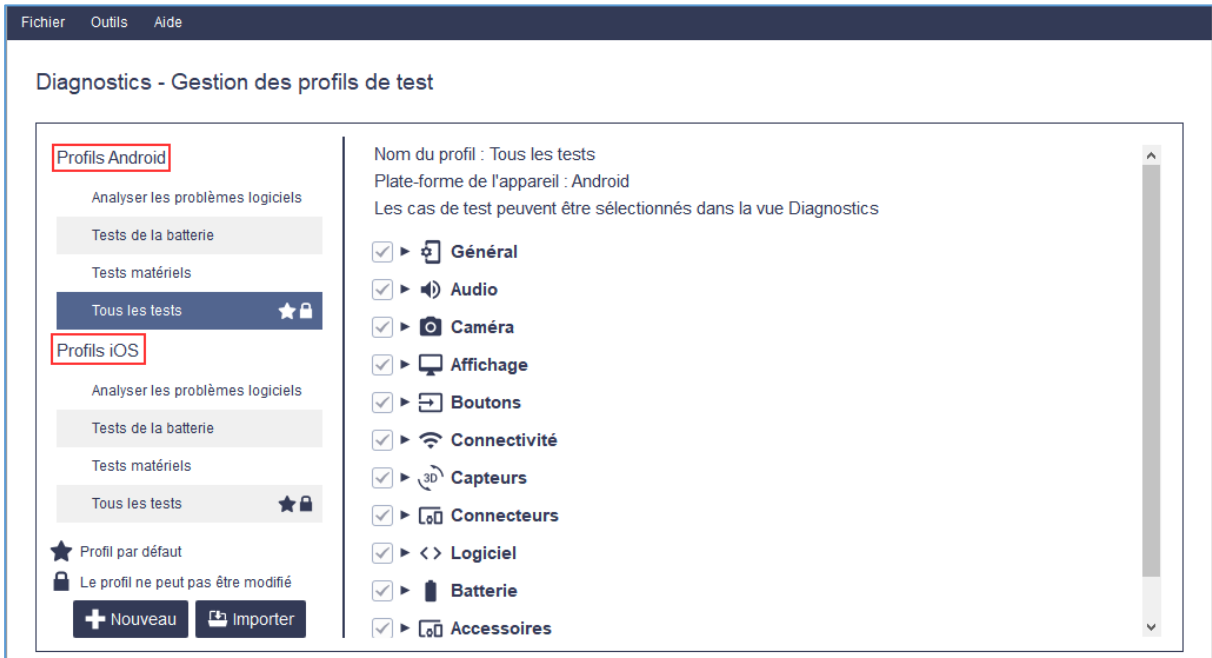 Fichier Outils Aide
Diagnostics - Gestion des profils de test
Profils Android
Analyser les problèmes logiciels
Tests de la batterie
Tests matériels
Tous les tests
Profils iOS
Analyser les problèmes logiciels
Tests de la batterie
Tests matériels
Tous les tests
Profil par défaut
Le profil ne peut pas être modifié
Nouveau Importer
Nom du profil : Tous les tests
Plate-forme de l'appareil : Android
Les cas de test peuvent être sélectionnés dans la vue Diagnostics
Général
Audio
Caméra
Affichage
Boutons
Connectivité
3D Capteurs
Connecteurs
Logiciel
Batterie
Accessoires